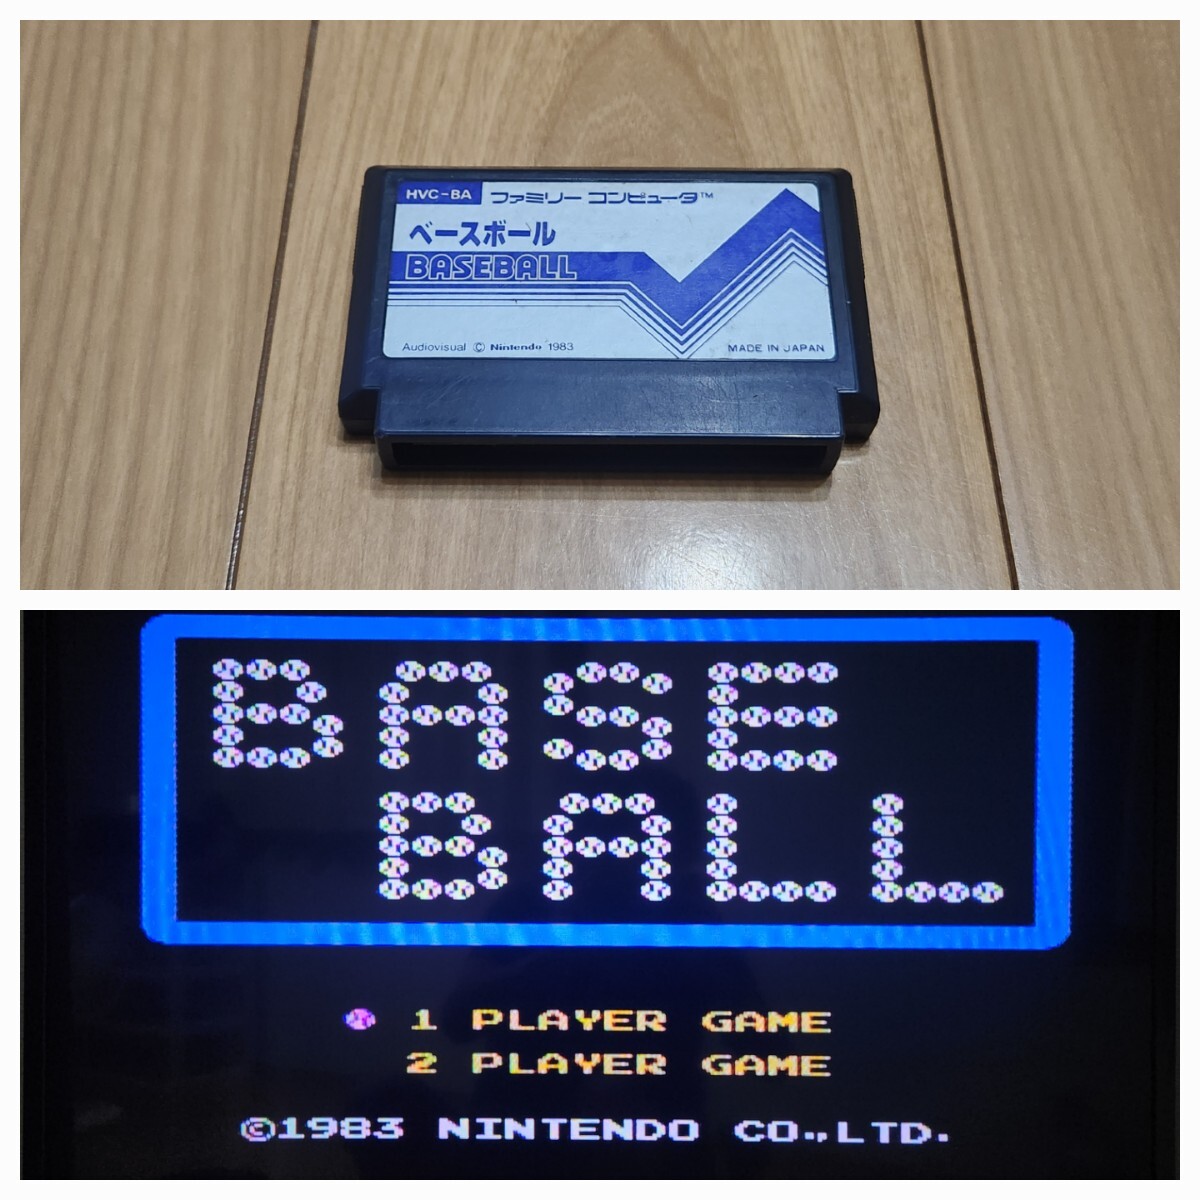 HVC-BA ファミリー コンピュータ™
ベースボール
BASEBALL
Audiovisual © Nintendo 1983 MADE IN JAPAN
BASE
BALL
1 PLAYER GAME
2 PLAYER GAME
©1983 NINTENDO CO.,LTD.